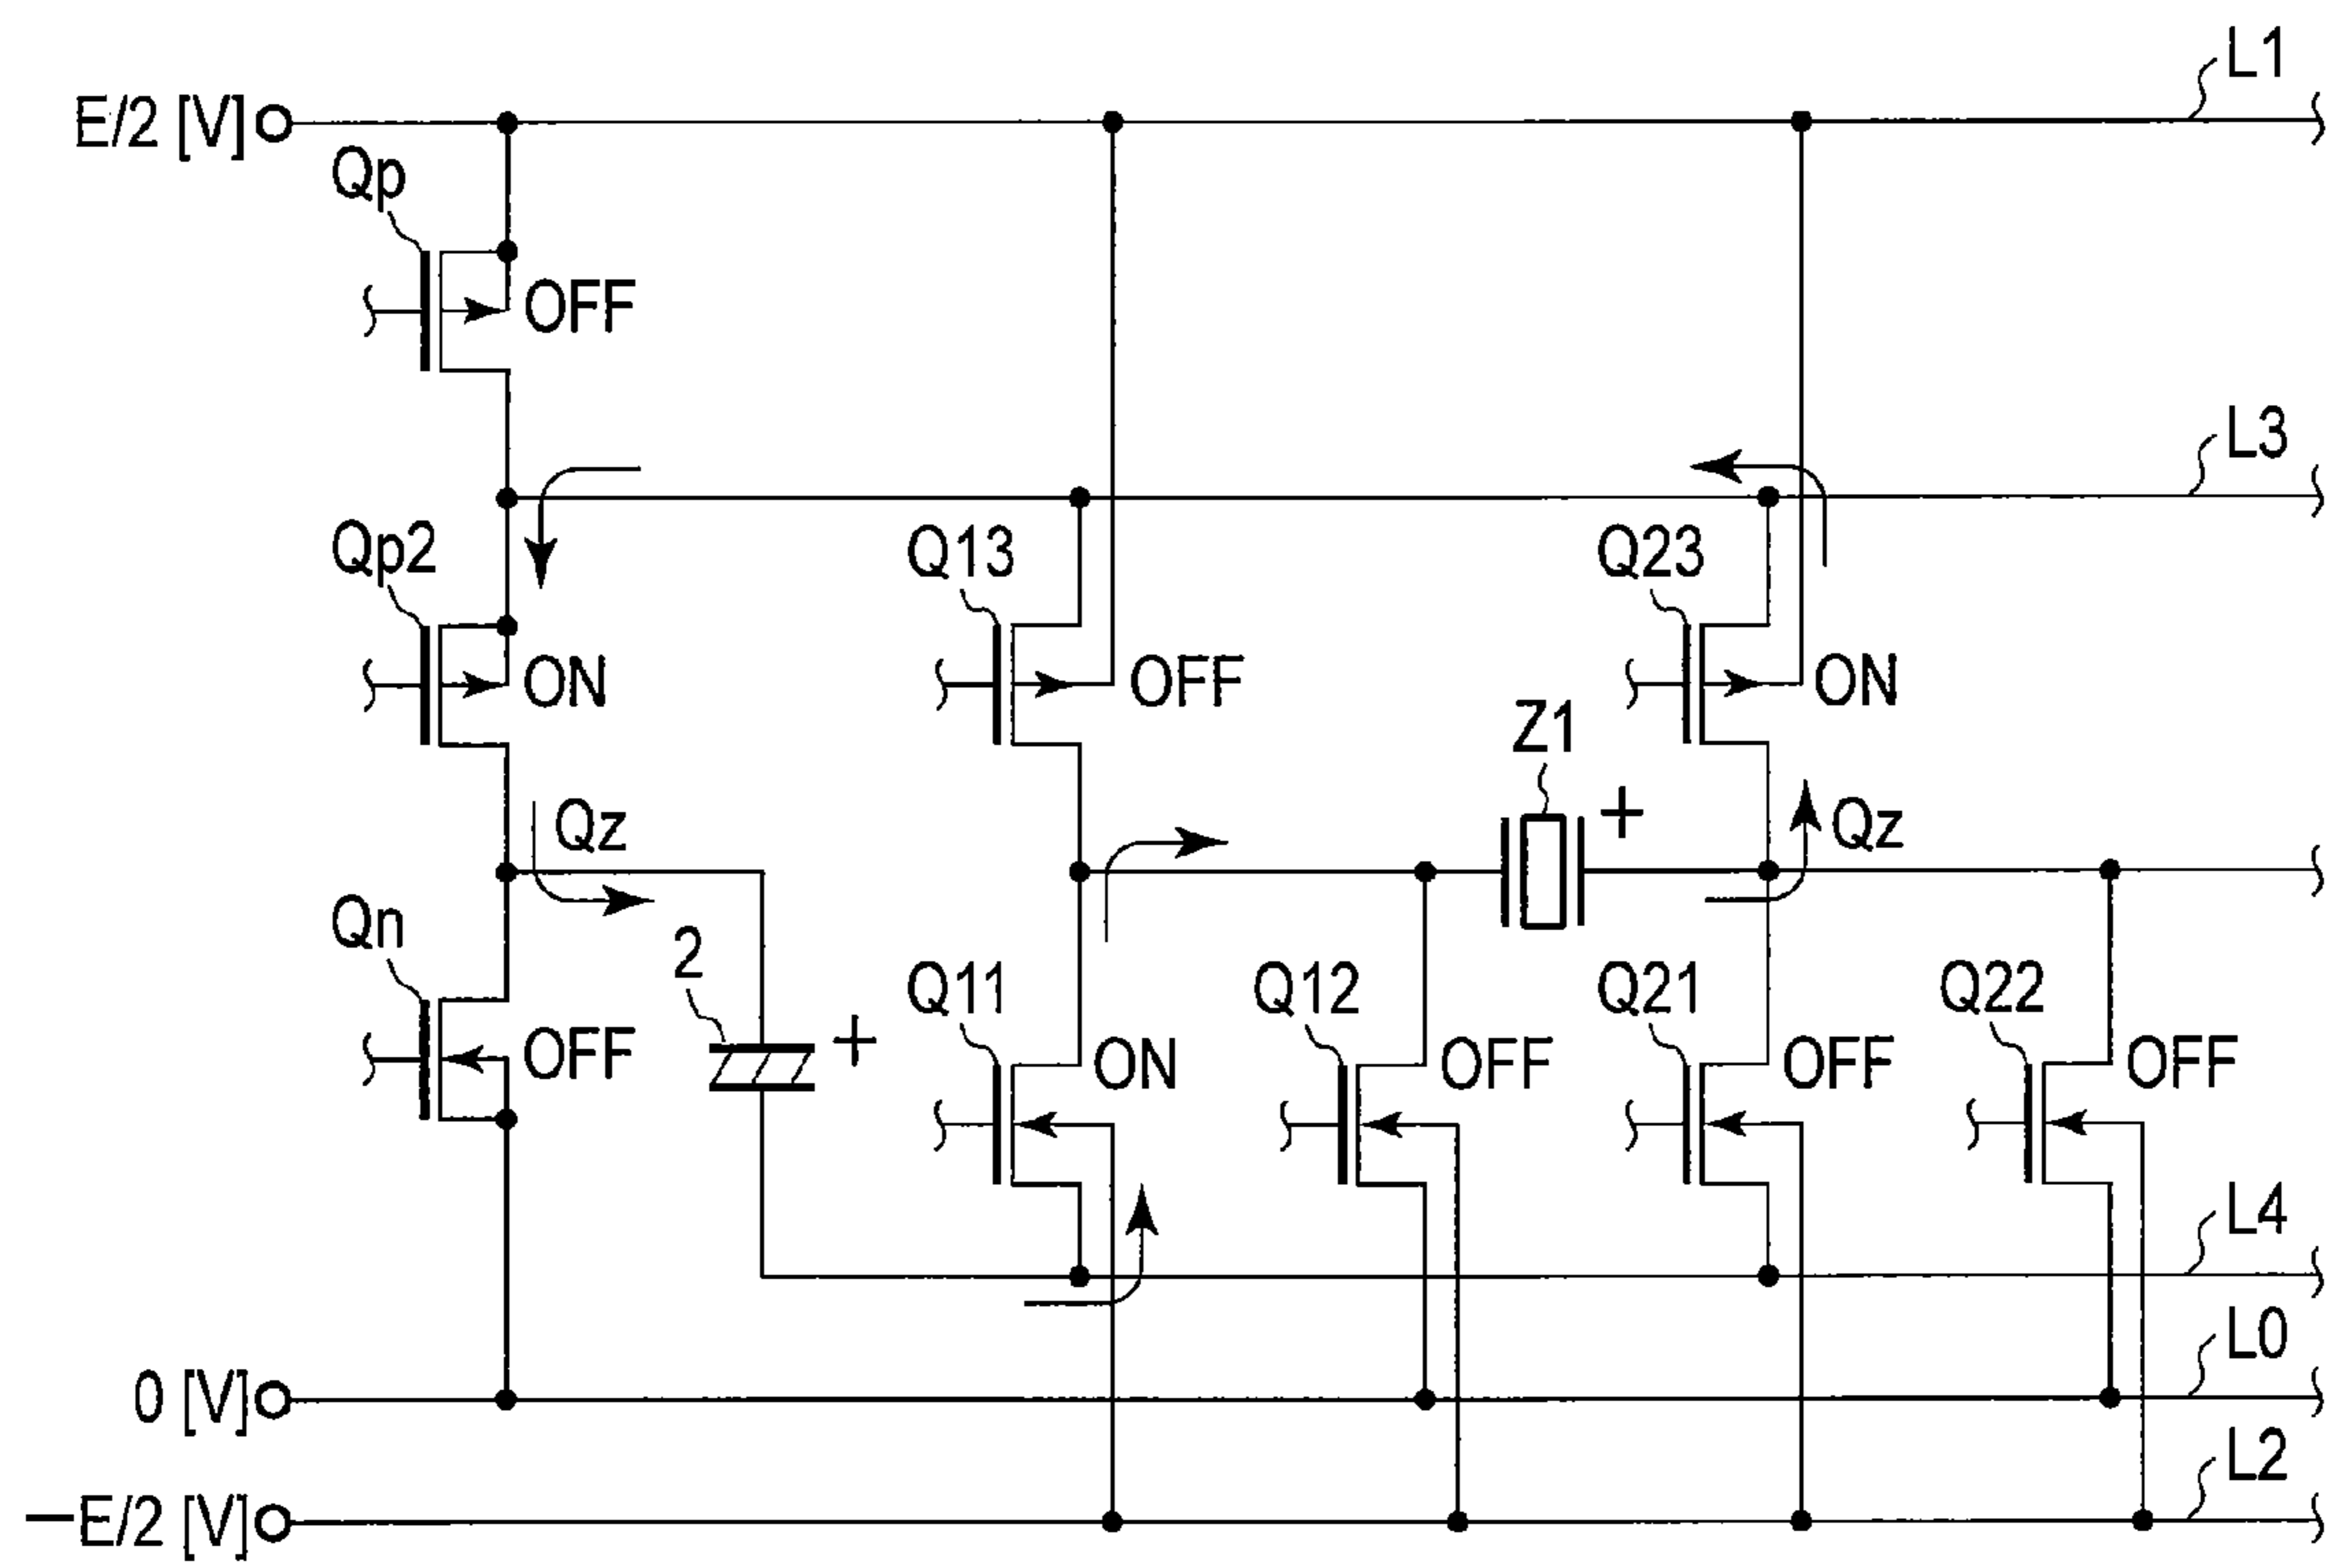 L1
E/2 [V]
Qp
OFF
L3
Qp2
Q13
Q23
ON
OFF
ON
Z1
+
Qz
Qz
Qn
2
+
Q11
Q12
Q21
Q22
OFF
ON
OFF
OFF
OFF
L4
L0
0 [V]
L2
−E/2 [V]